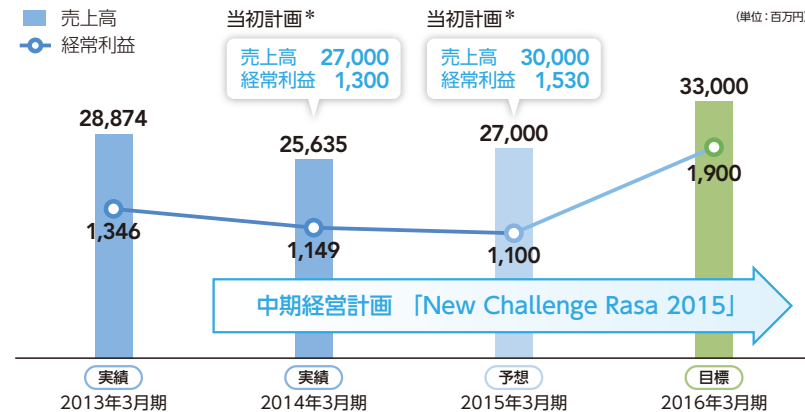 売上高
経常利益
当初計画*
売上高 27,000
経常利益 1,300
当初計画*
売上高 30,000
経常利益 1,530
(単位:百万円)
28,874
25,635
27,000
33,000
1,346
1,149
1,100
1,900
中期経営計画 「New Challenge Rasa 2015」
実績
2013年3月期
実績
2014年3月期
予想
2015年3月期
目標
2016年3月期